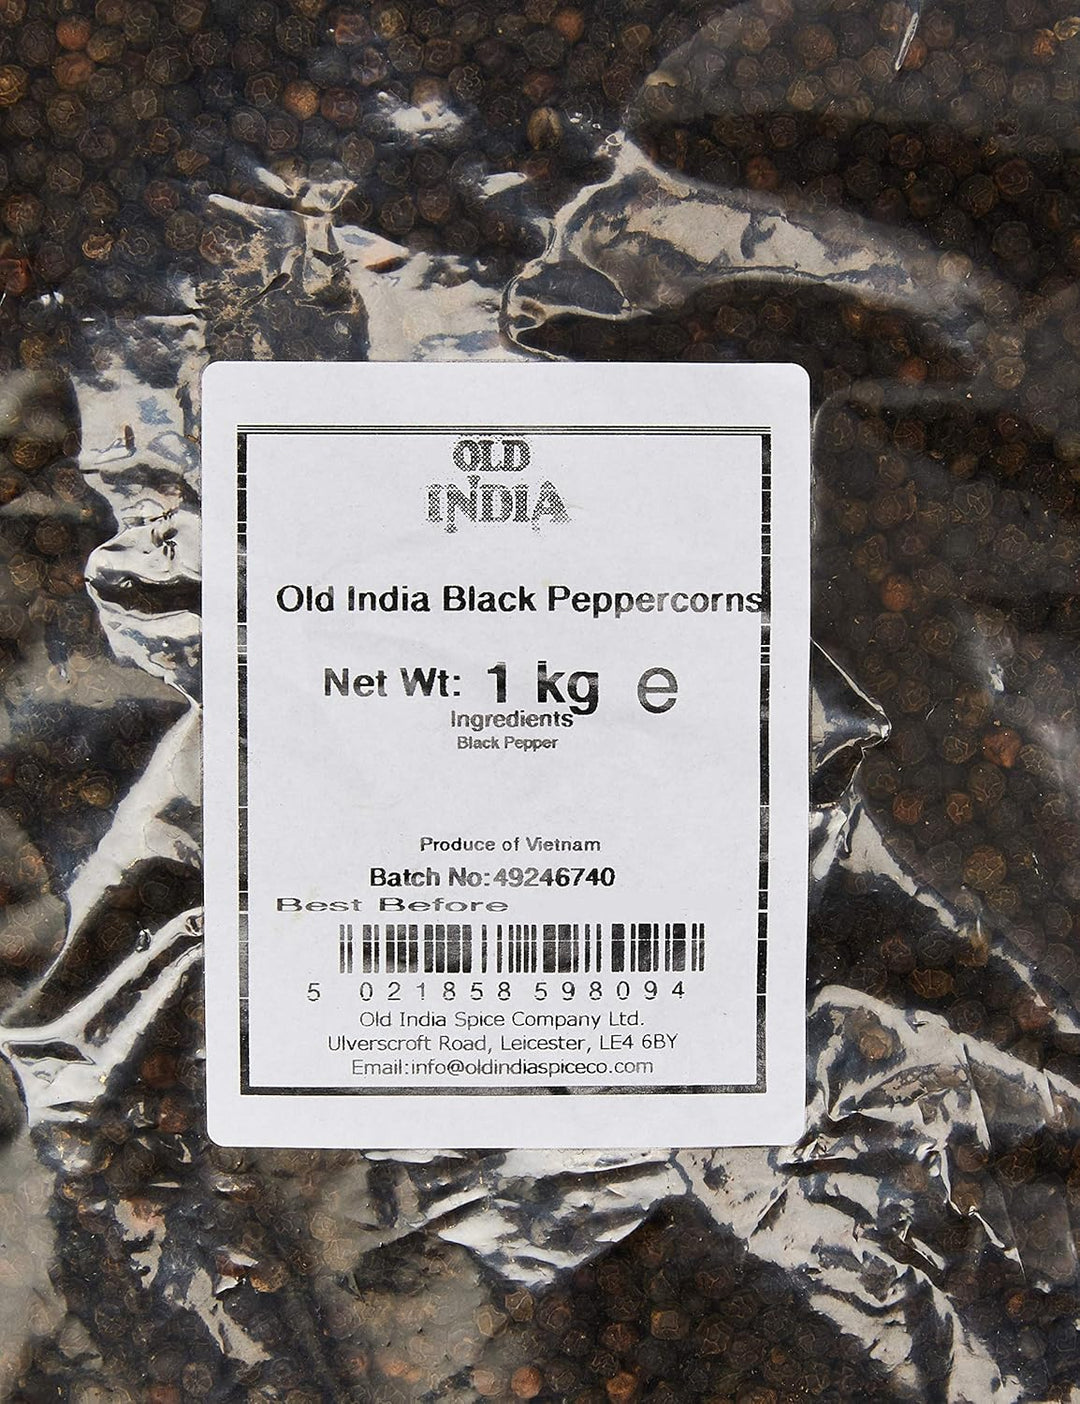 OLD
INDIA
Old India Black Peppercorns
Net Wt: 1 kg e
Ingredients
Black Pepper
Produce of Vietnam
Batch No:49246740
Best Before
5 021858 598094
Old India Spice Company Ltd.
Ulverscroft Road, Leicester, LE4 6BY
Email:info@oldindiaspiceco.com